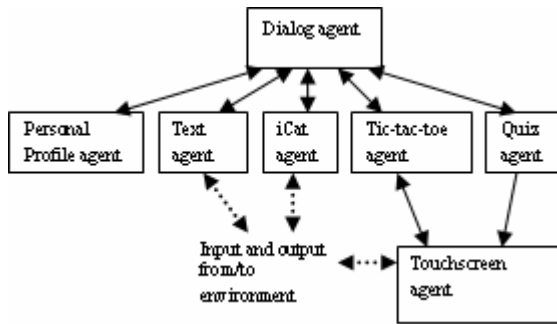 Dialog agent
Personal
Profile agent
Text
agent
iCat
agent
Tic-tac-toe
agent
Quiz
agent
Input and output
from/to
environment
Touchscreen
agent